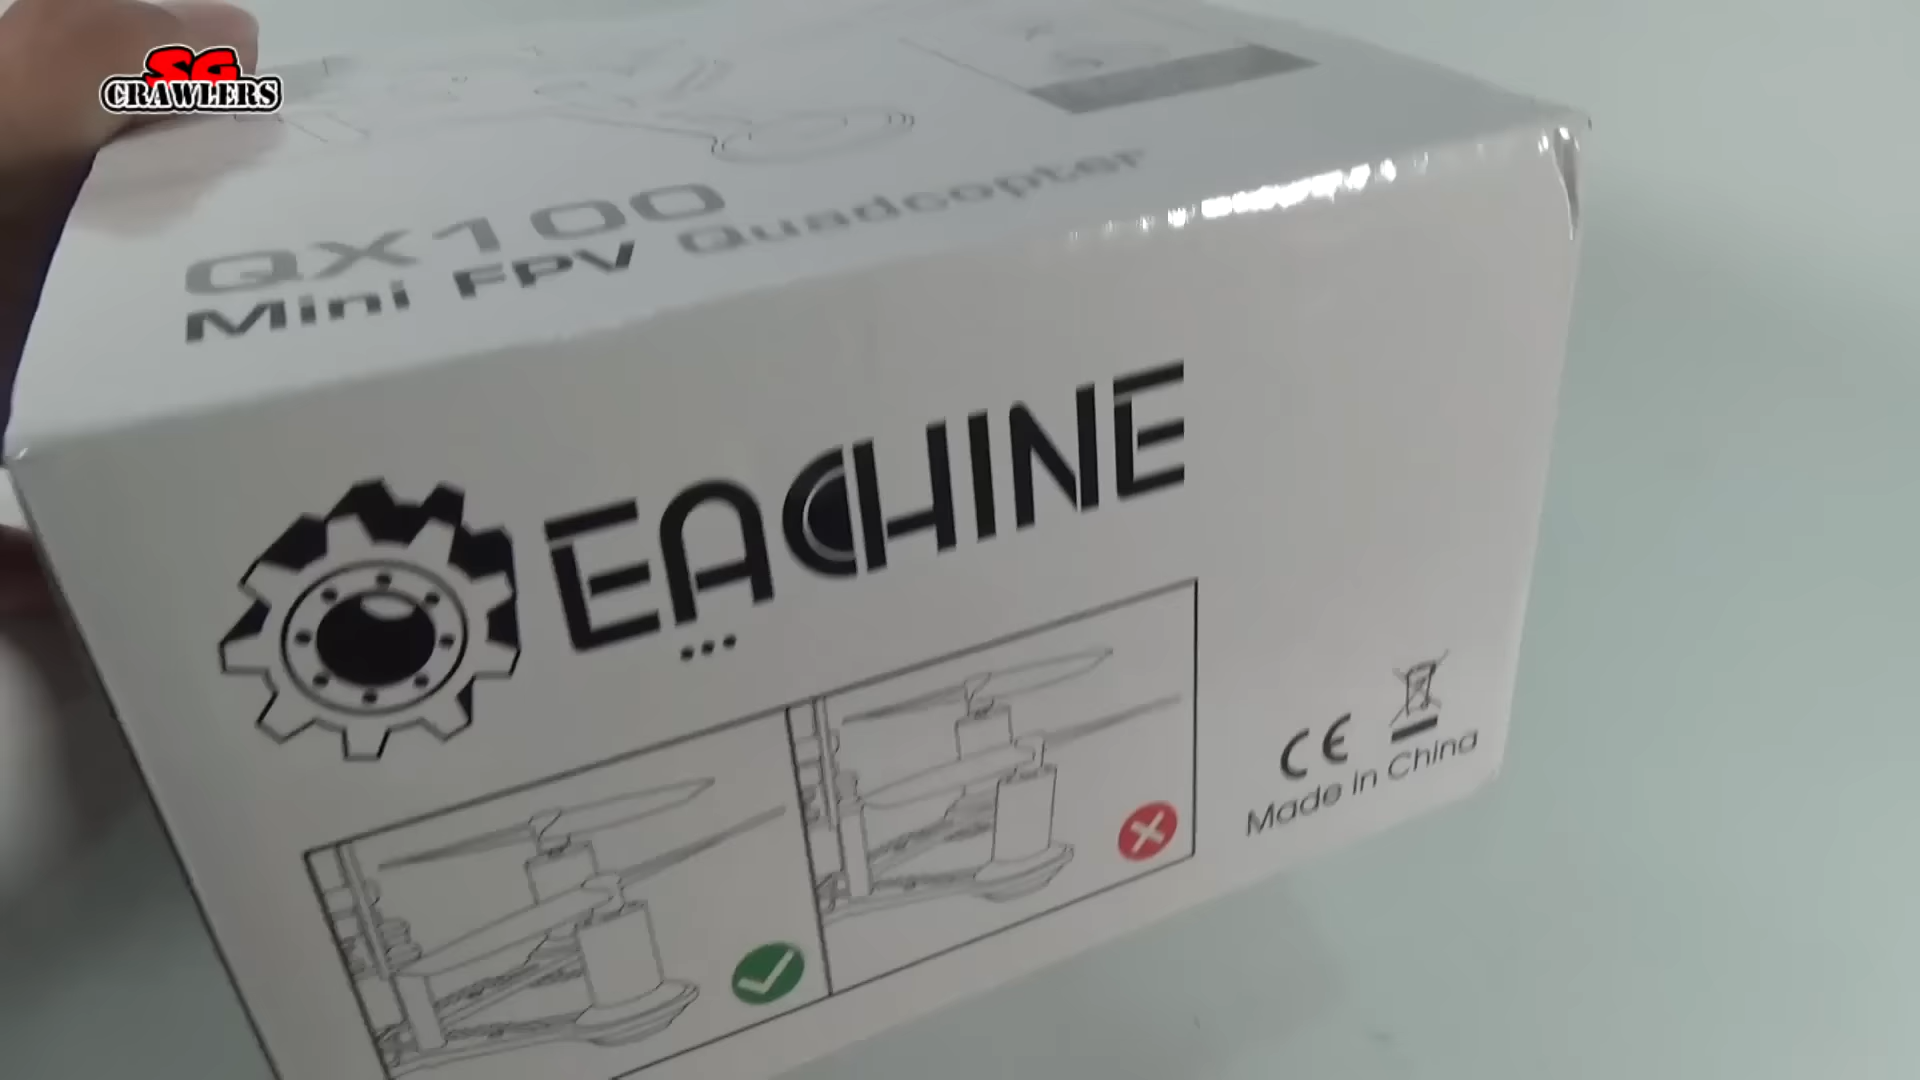 SG
CRAWLERS
QX100
Mini FPV Quadcopter
EACHINE
CE
Made in China